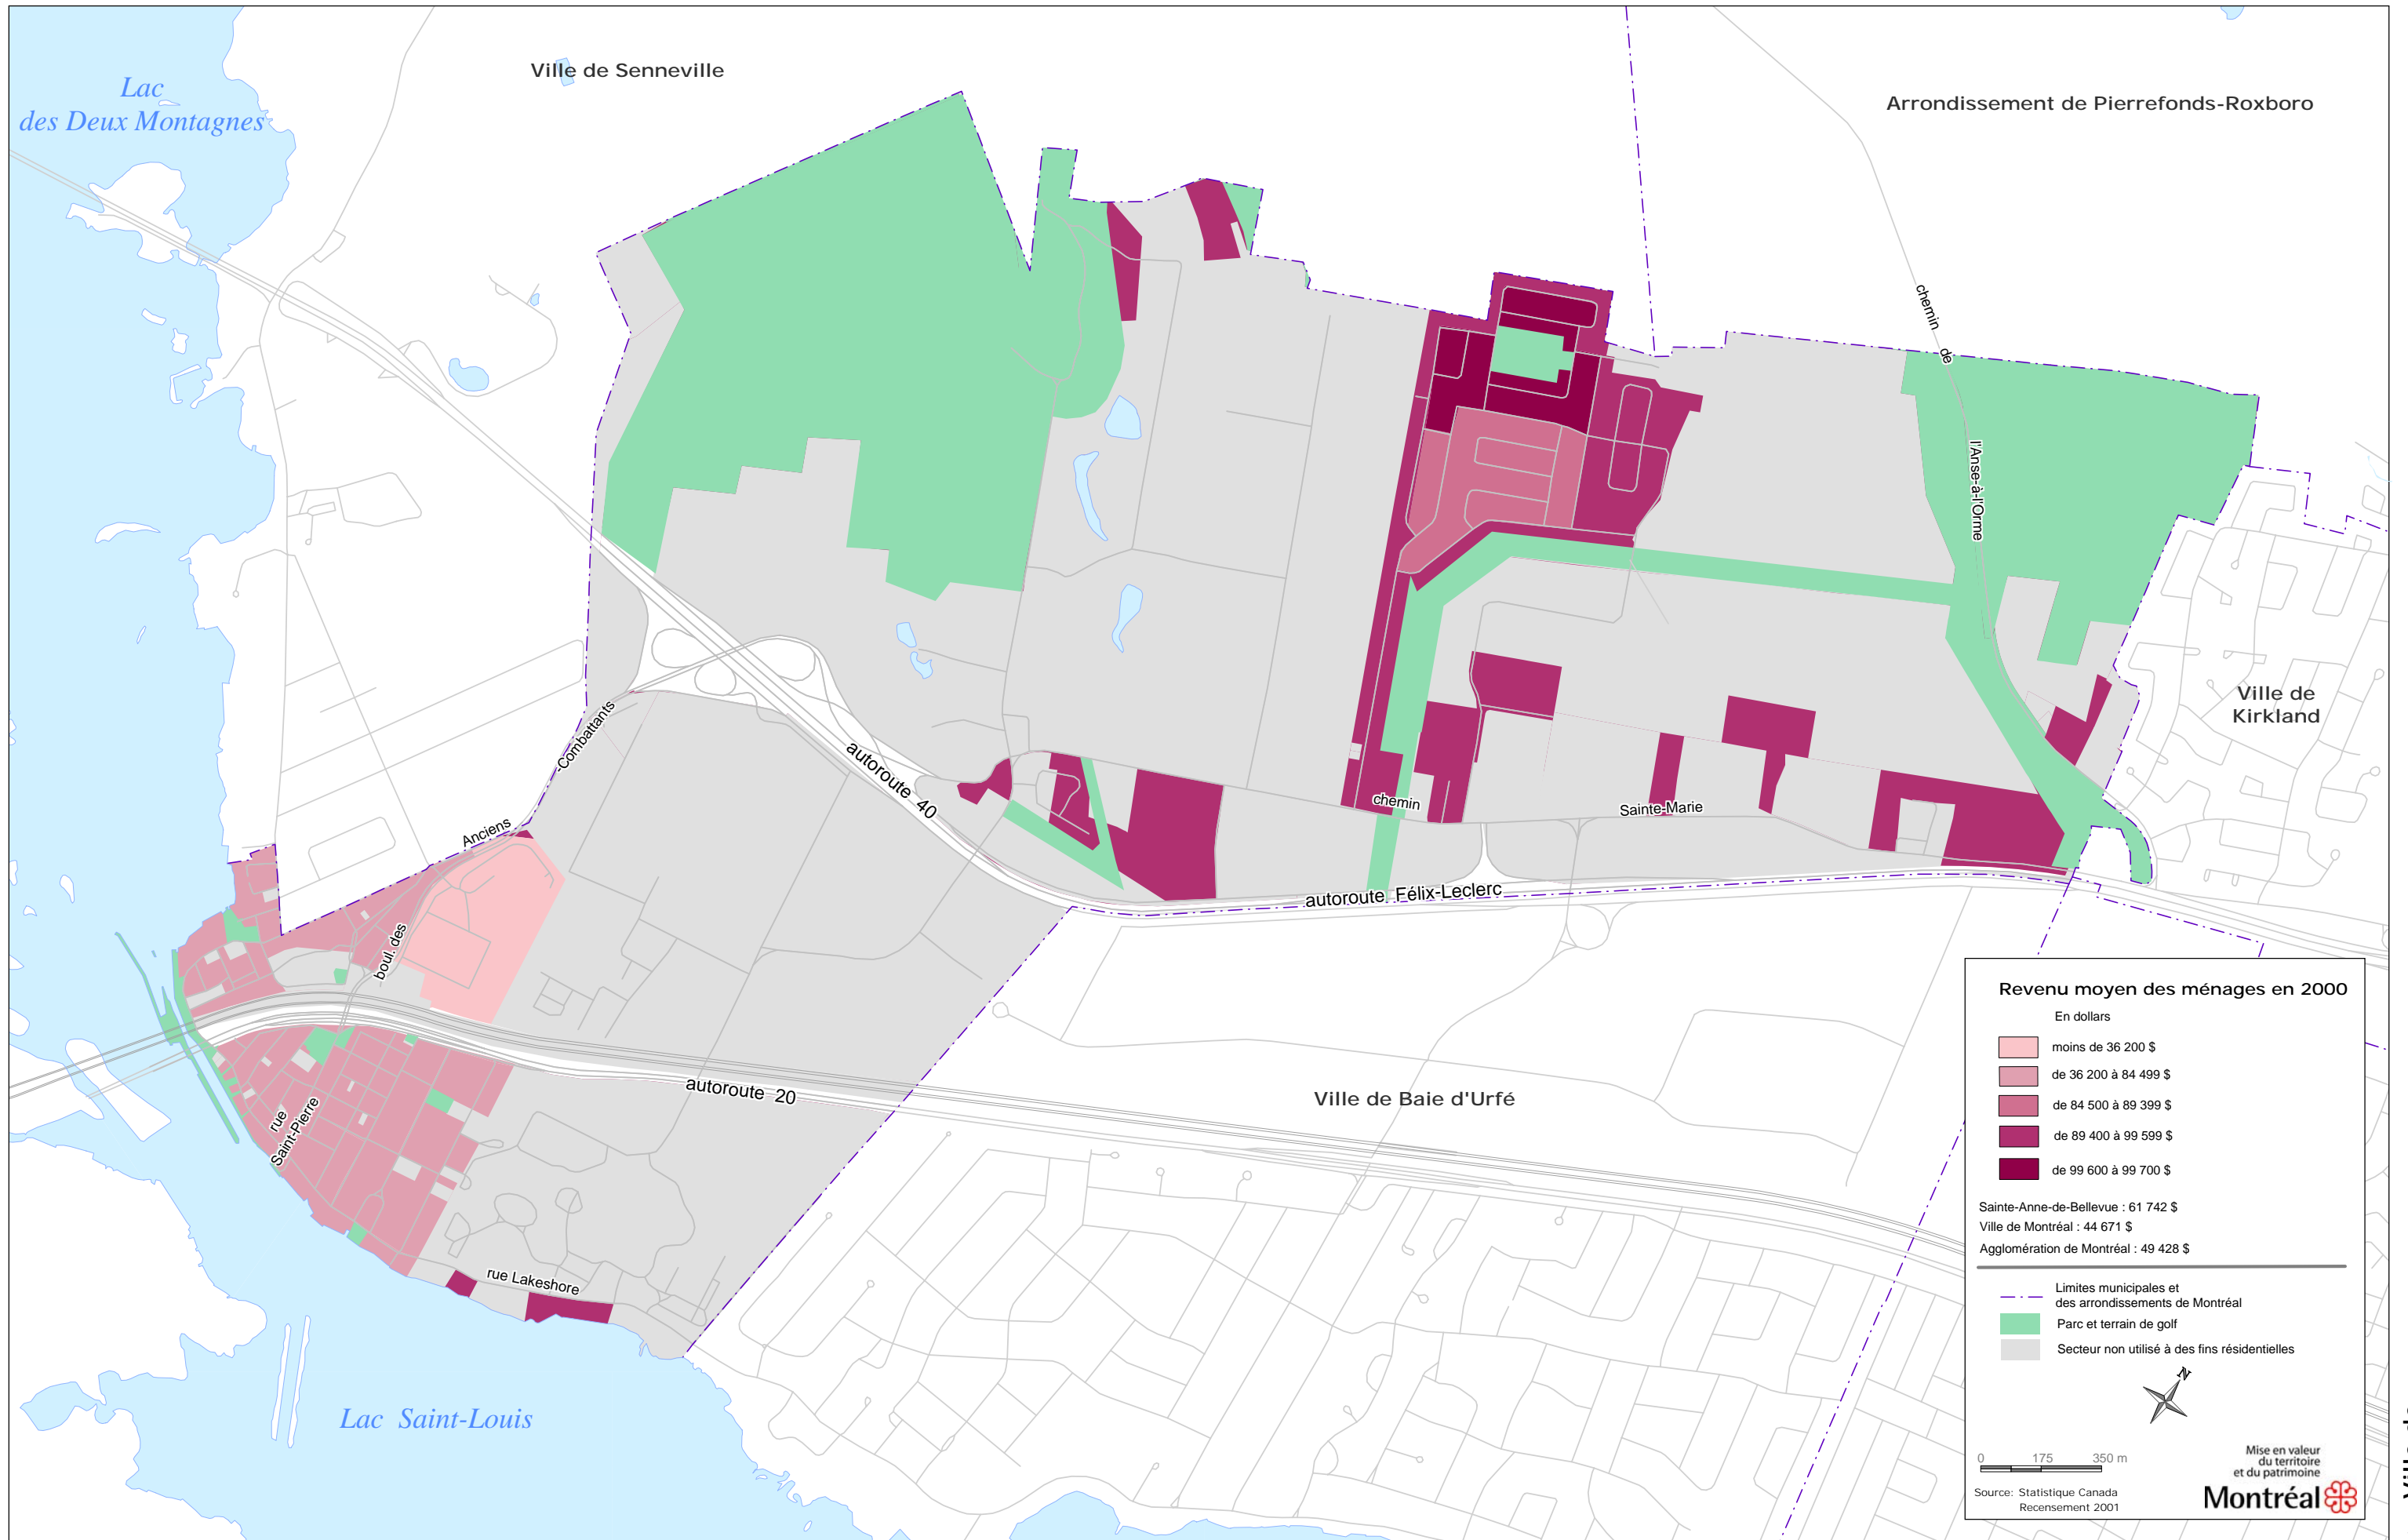 Lac
des Deux Montagnes
Ville de Senneville
Arrondissement de Pierrefonds-Roxboro
chemin
de
l'Anse-à-l'Orme
Ville de
Kirkland
-Combattants
Anciens
boul. des
autoroute 40
chemin
Sainte-Marie
autoroute Félix-Leclerc
autoroute 20
Ville de Baie d'Urfé
rue
Saint-Pierre
rue Lakeshore
Lac Saint-Louis
Revenu moyen des ménages en 2000
En dollars
moins de 36 200 $
de 36 200 à 84 499 $
de 84 500 à 89 399 $
de 89 400 à 99 599 $
de 99 600 à 99 700 $
Sainte-Anne-de-Bellevue : 61 742 $
Ville de Montréal : 44 671 $
Agglomération de Montréal : 49 428 $
Limites municipales et
des arrondissements de Montréal
Parc et terrain de golf
Secteur non utilisé à des fins résidentielles
N
0 175 350 m
Source: Statistique Canada
Recensement 2001
Mise en valeur
du territoire
et du patrimoine
Montréal